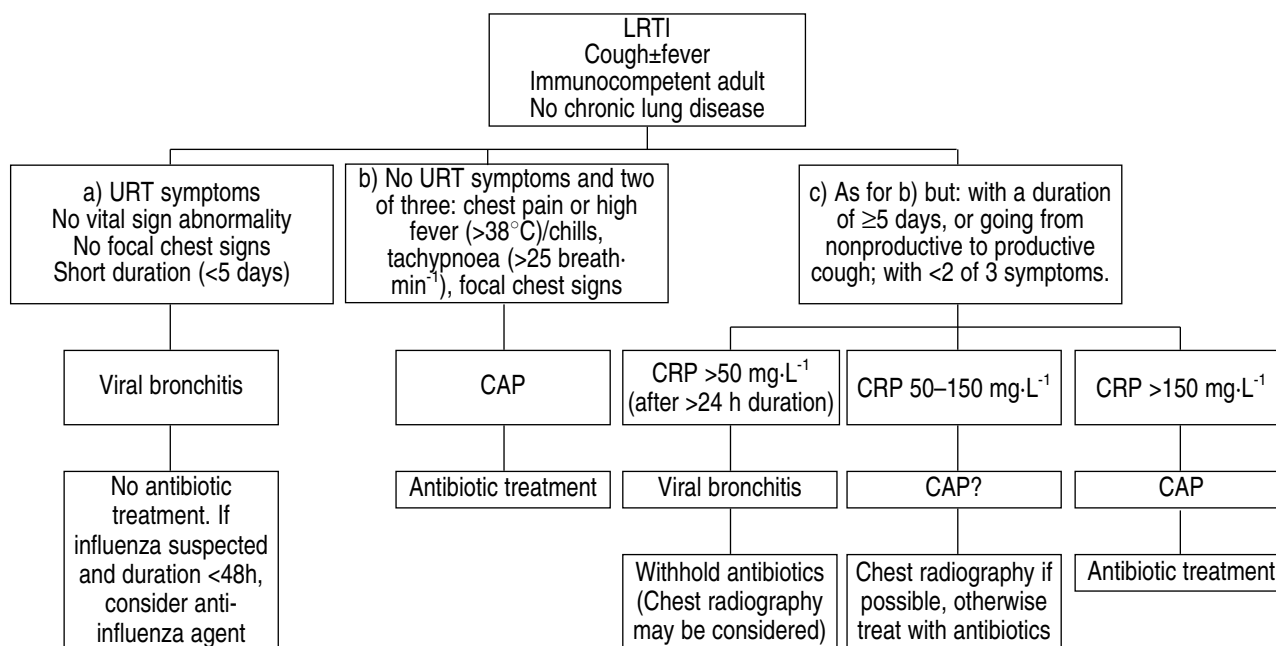 LRTI
Cough±fever
Immunocompetent adult
No chronic lung disease
a) URT symptoms
No vital sign abnormality
No focal chest signs
Short duration (<5 days)
b) No URT symptoms and two
of three: chest pain or high
fever (>38°C)/chills,
tachypnoea (>25 breath·
min⁻¹), focal chest signs
c) As for b) but: with a duration
of ≥5 days, or going from
nonproductive to productive
cough; with <2 of 3 symptoms.
Viral bronchitis
CAP
CRP >50 mg·L⁻¹
(after >24 h duration)
CRP 50–150 mg·L⁻¹
CRP >150 mg·L⁻¹
No antibiotic
treatment. If
influenza suspected
and duration <48h,
consider anti-
influenza agent
Antibiotic treatment
Viral bronchitis
CAP?
CAP
Withhold antibiotics
(Chest radiography
may be considered)
Chest radiography if
possible, otherwise
treat with antibiotics
Antibiotic treatment